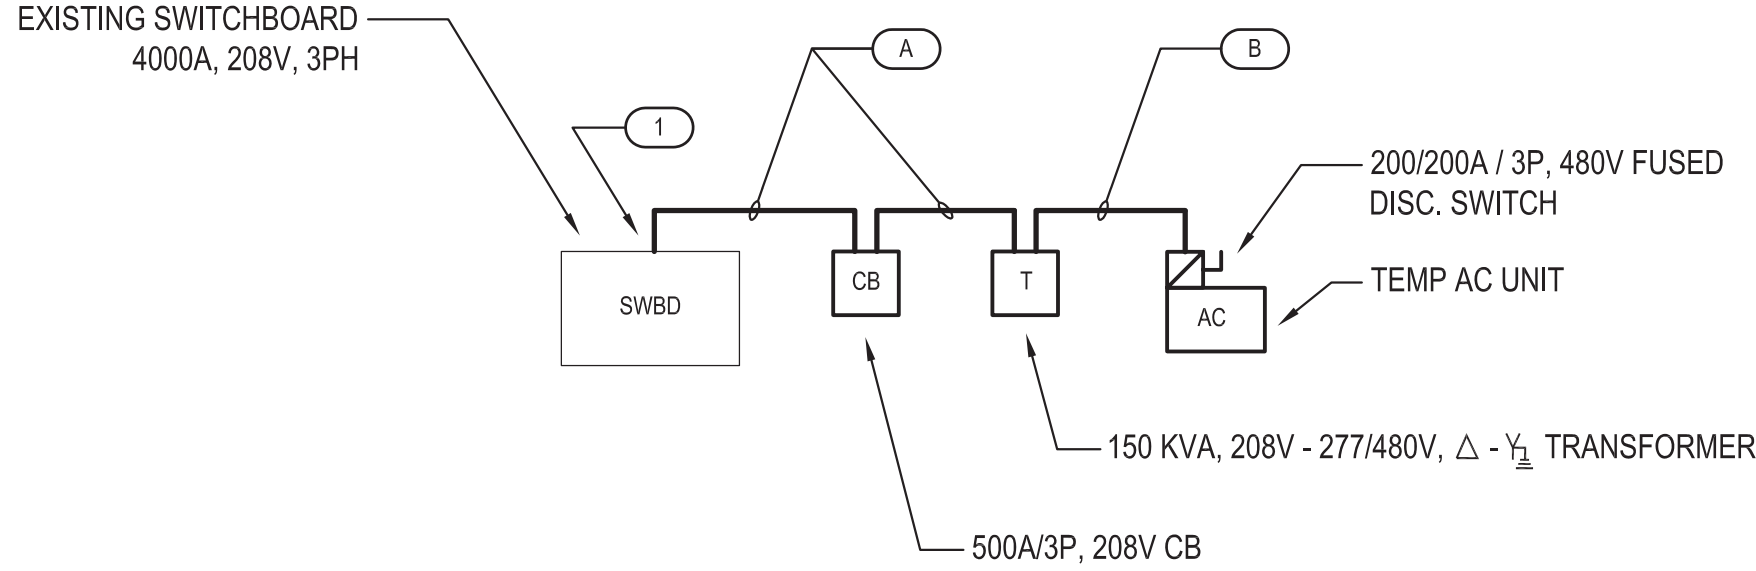 EXISTING SWITCHBOARD
4000A, 208V, 3PH
A
B
1
200/200A / 3P, 480V FUSED
DISC. SWITCH
SWBD
CB
T
TEMP AC UNIT
AC
150 KVA, 208V - 277/480V, △ - Y TRANSFORMER
500A/3P, 208V CB